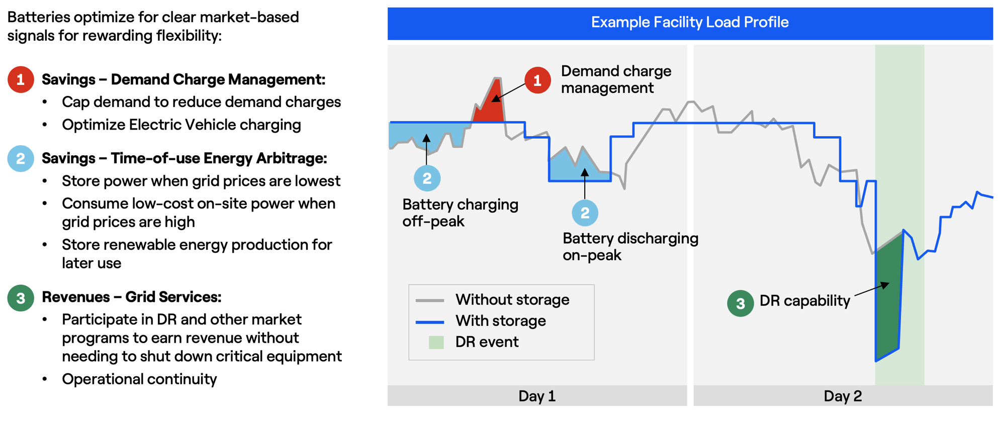 Batteries optimize for clear market-based
signals for rewarding flexibility:
1 Savings – Demand Charge Management:
• Cap demand to reduce demand charges
• Optimize Electric Vehicle charging
2 Savings – Time-of-use Energy Arbitrage:
• Store power when grid prices are lowest
• Consume low-cost on-site power when
grid prices are high
• Store renewable energy production for
later use
3 Revenues – Grid Services:
• Participate in DR and other market
programs to earn revenue without
needing to shut down critical equipment
• Operational continuity
Example Facility Load Profile
1 Demand charge
management
2
Battery charging
off-peak
2
Battery discharging
on-peak
3 DR capability
Without storage
With storage
DR event
Day 1
Day 2